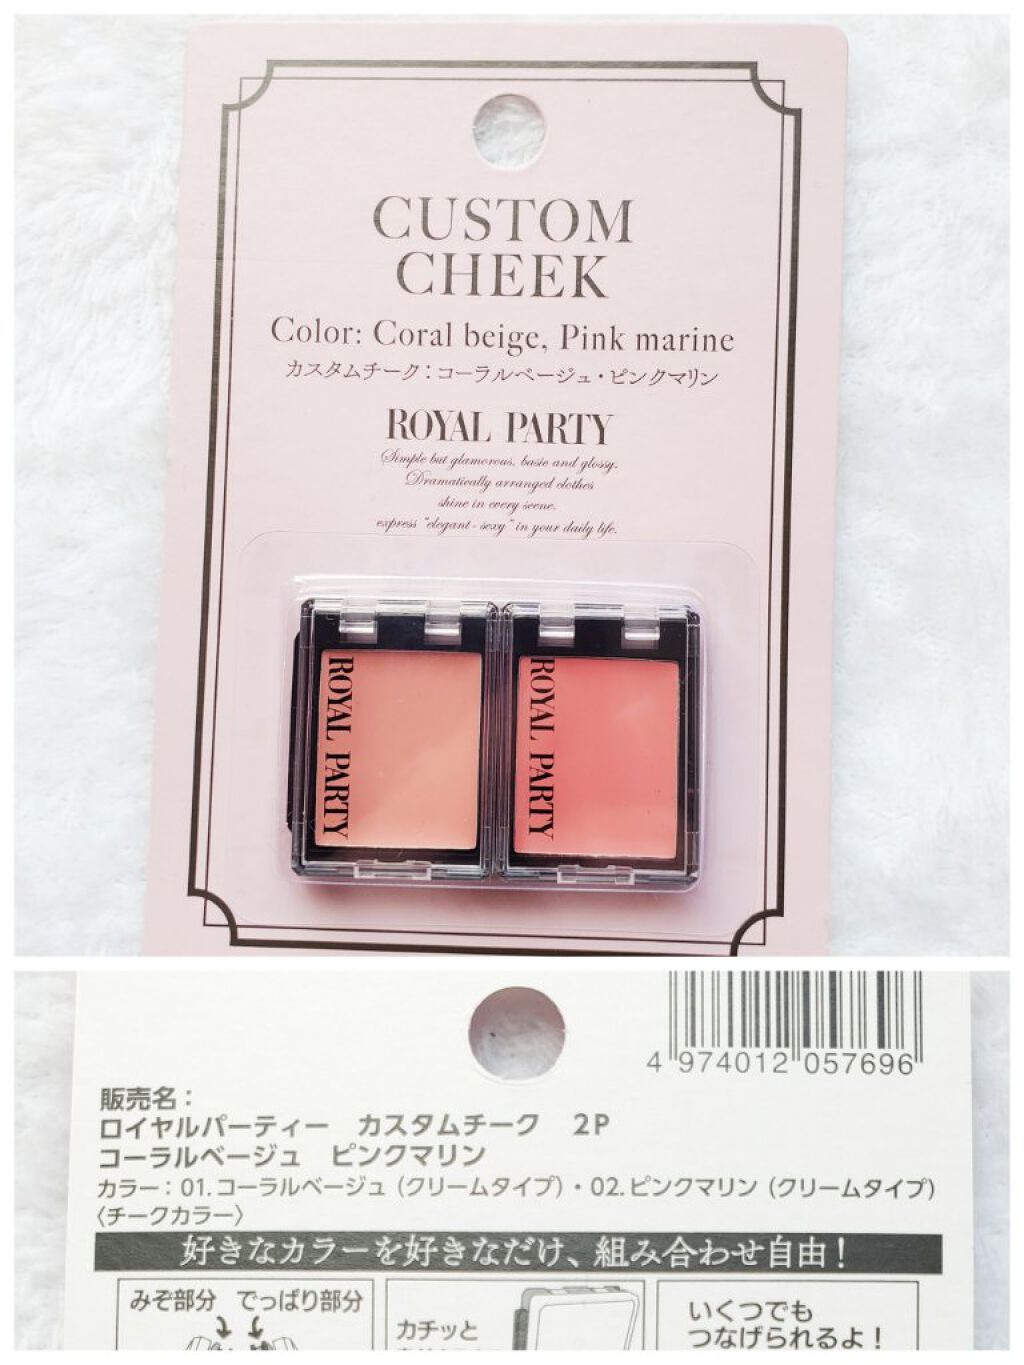 CUSTOM
CHEEK
Color: Coral beige, Pink marine
カスタムチーク：コーラルベージュ・ピンクマリン
ROYAL PARTY
Simple but glamorous, basic and glossy.
Dramatically arranged clothes
shine in every scene.
express "elegant-sexy" in your daily life.
ROYAL PARTY
ROYAL PARTY
4 974012 057696
販売名：
ロイヤルパーティー カスタムチーク 2P
コーラルベージュ ピンクマリン
カラー：01.コーラルベージュ（クリームタイプ）・02.ピンクマリン（クリームタイプ）
〈チークカラー〉
好きなカラーを好きなだけ、組み合わせ自由！
みぞ部分 でっぱり部分
カチッと
いくつでも
つなげられるよ！